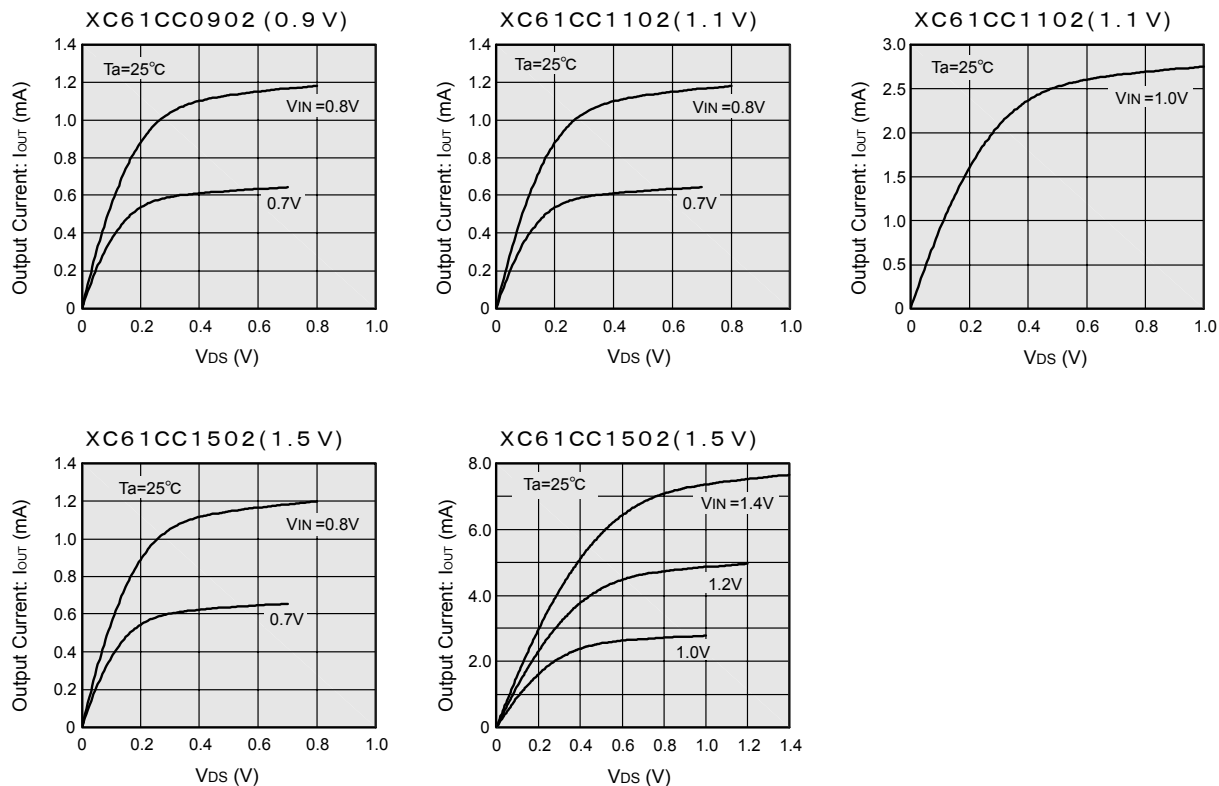 XC61CC0902 (0.9V)
1.4
1.2
1.0
0.8
0.6
0.4
0.2
0
Ta=25℃
VIN=0.8V
0.7V
0 0.2 0.4 0.6 0.8 1.0
Output Current: IOUT (mA)
VDS (V)
XC61CC1102(1.1V)
1.4
1.2
1.0
0.8
0.6
0.4
0.2
0
Ta=25℃
VIN=0.8V
0.7V
0 0.2 0.4 0.6 0.8 1.0
Output Current: IOUT (mA)
VDS (V)
XC61CC1102(1.1V)
3.0
2.5
2.0
1.5
1.0
0.5
0
Ta=25℃
VIN=1.0V
0 0.2 0.4 0.6 0.8 1.0
Output Current: IOUT (mA)
VDS (V)
XC61CC1502(1.5V)
1.4
1.2
1.0
0.8
0.6
0.4
0.2
0
Ta=25℃
VIN=0.8V
0.7V
0 0.2 0.4 0.6 0.8 1.0
Output Current: IOUT (mA)
VDS (V)
XC61CC1502(1.5V)
8.0
6.0
4.0
2.0
0
Ta=25℃
VIN=1.4V
1.2V
1.0V
0 0.2 0.4 0.6 0.8 1.0 1.2 1.4
Output Current: IOUT (mA)
VDS (V)